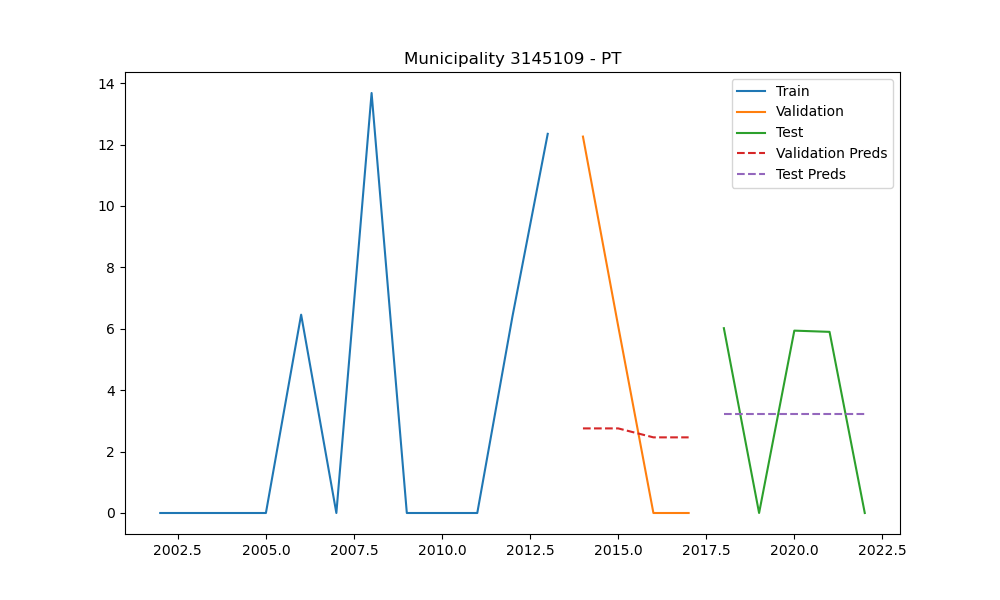 Municipality 3145109 - PT
14
12
10
8
6
4
2
0
2002.5 2005.0 2007.5 2010.0 2012.5 2015.0 2017.5 2020.0 2022.5
Train
Validation
Test
Validation Preds
Test Preds